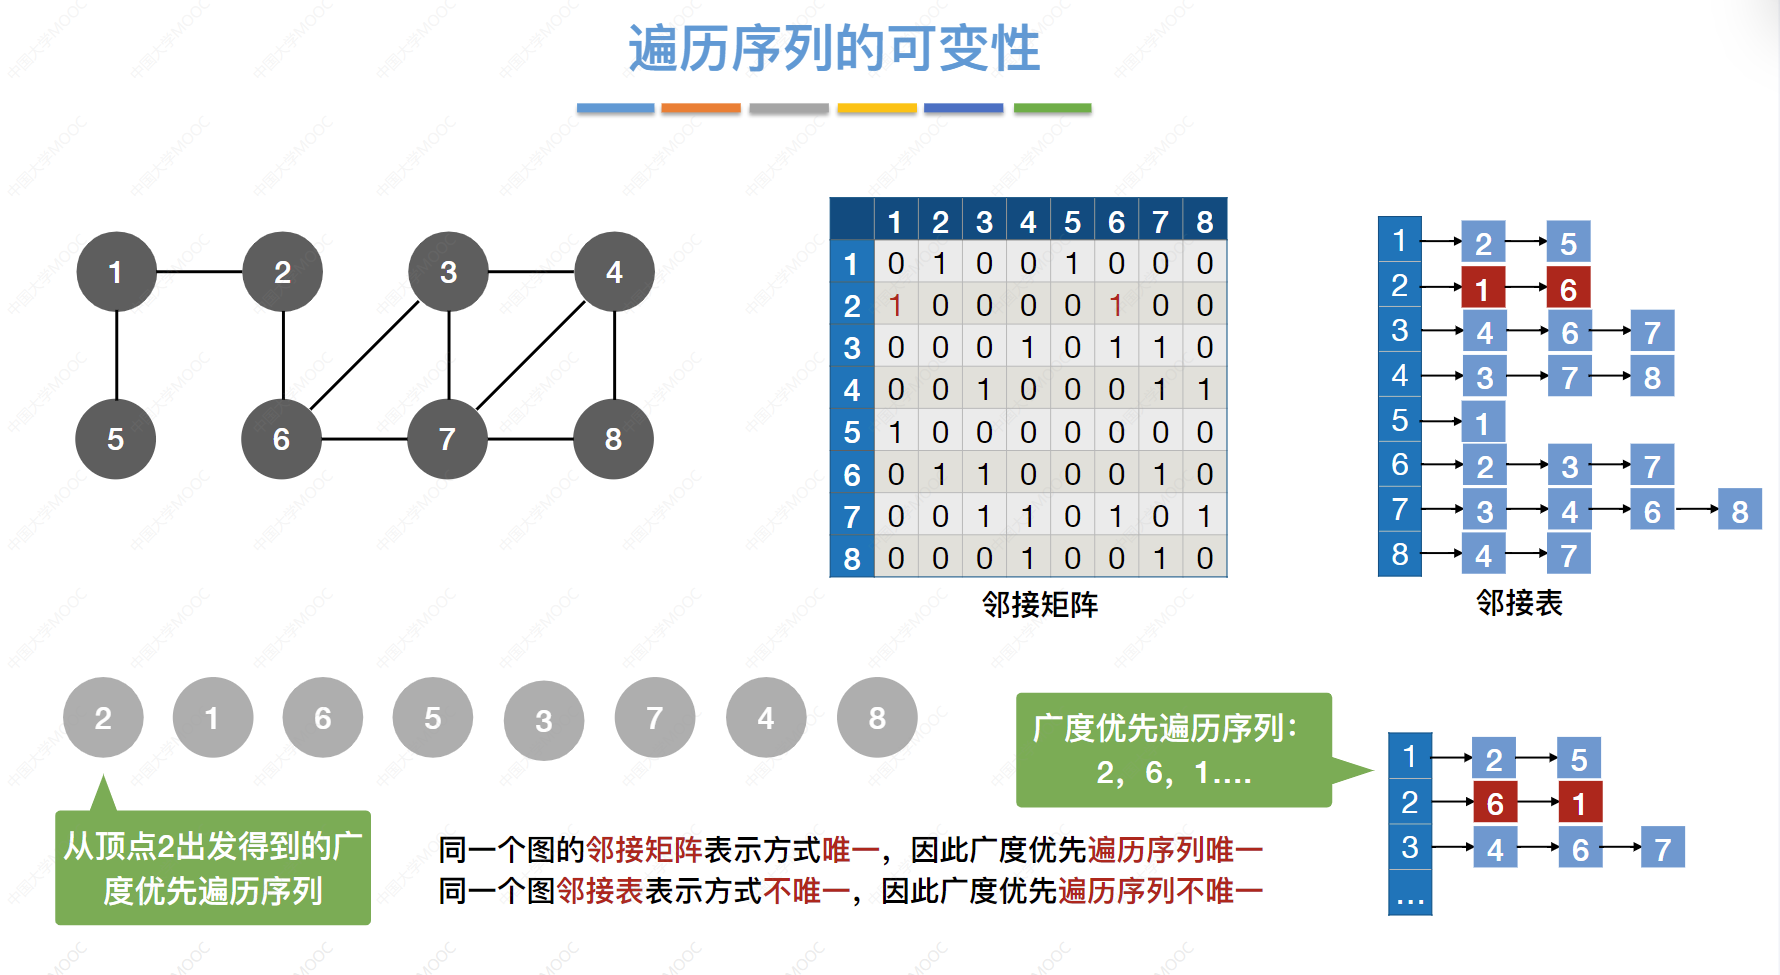 遍历序列的可变性
1 2 3 4
5 6 7 8
1 2 3 4 5 6 7 8
1 0 1 0 0 1 0 0 0
2 1 0 0 0 0 1 0 0
3 0 0 0 1 0 1 1 0
4 0 0 1 0 0 0 1 1
5 1 0 0 0 0 0 0 0
6 0 1 1 0 0 0 1 0
7 0 0 1 1 0 1 0 1
8 0 0 0 1 0 0 1 0
邻接矩阵
1 2 5
2 1 6
3 4 6 7
4 3 7 8
5 1
6 2 3 7
7 3 4 6 8
8 4 7
邻接表
2 1 6 5 3 7 4 8
从顶点2出发得到的广
度优先遍历序列
广度优先遍历序列：
2，6，1....
1 2 5
2 6 1
3 4 6 7
...
同一个图的邻接矩阵表示方式唯一，因此广度优先遍历序列唯一
同一个图邻接表表示方式不唯一，因此广度优先遍历序列不唯一
中国大学MOOC